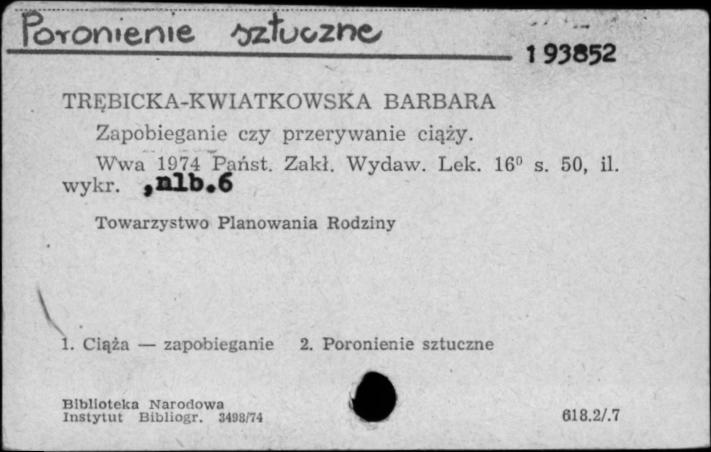 Poronienie sztuczne
193852
TRĘBICKA-KWIATKOWSKA BARBARA
Zapobieganie czy przerywanie ciąży.
Wwa 1974 Państ. Zakł. Wydaw. Lek. 16⁰ s. 50, il.
wykr. ,nlb.6
Towarzystwo Planowania Rodziny
1. Ciąża — zapobieganie 2. Poronienie sztuczne
Biblioteka Narodowa
Instytut Bibliogr. 3498/74
618.2/.7